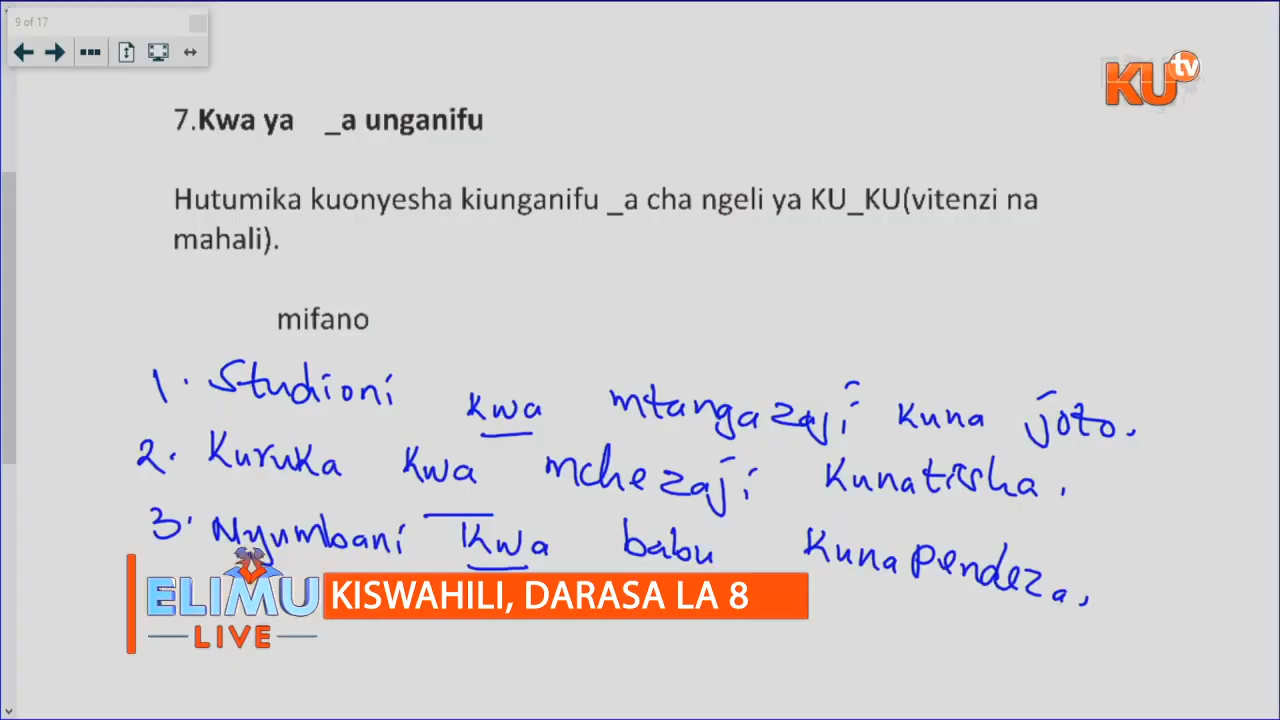 9 of 17
KU tv
7.Kwa ya _a unganifu
Hutumika kuonyesha kiunganifu _a cha ngeli ya KU_KU(vitenzi na
mahali).
mifano
1. Studioni kwa mtangazaji kuna joto.
2. Kuruka kwa mchezaji kunatisha.
3. Nyumbani kwa babu kunapendeza.
ELIMU
LIVE
KISWAHILI, DARASA LA 8